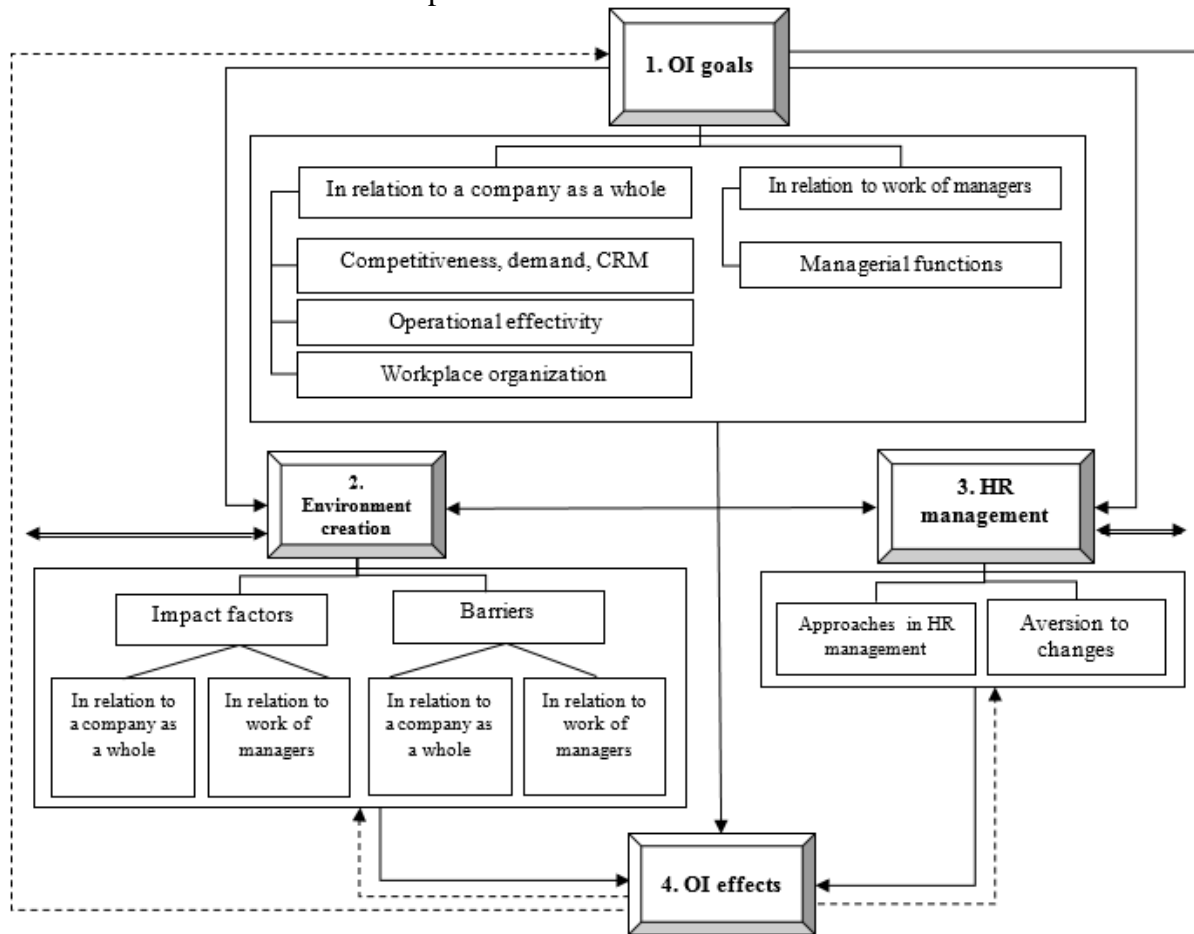 1. OI goals
In relation to a company as a whole
In relation to work of managers
Competitiveness, demand, CRM
Managerial functions
Operational effectivity
Workplace organization
2.
Environment
creation
3. HR
management
Impact factors
Barriers
Approaches in HR
management
Aversion to
changes
In relation to
a company as
a whole
In relation to
work of
managers
In relation to
a company as
a whole
In relation to
work of
managers
4. OI effects